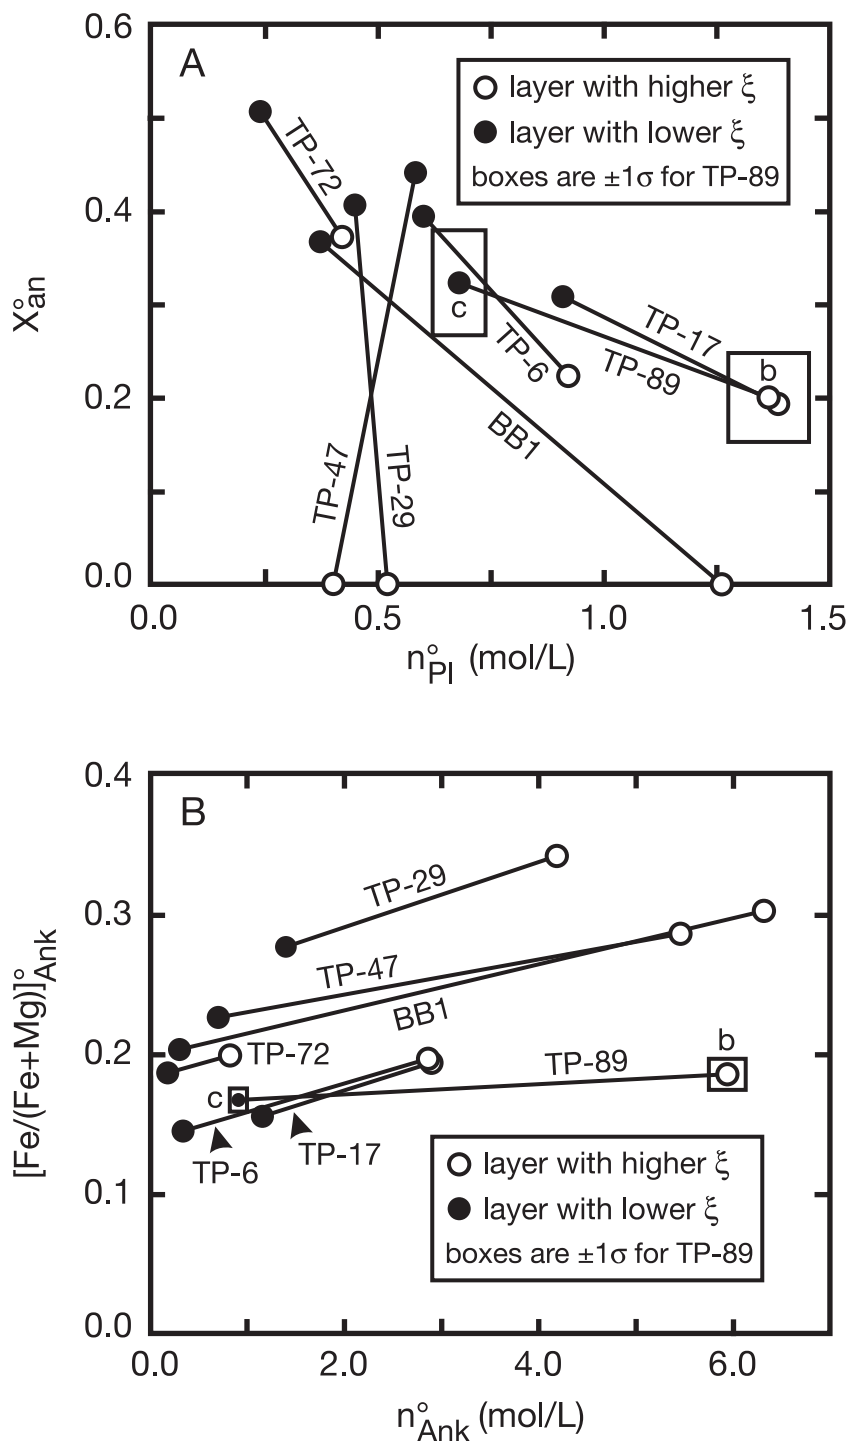 0.6
A
layer with higher ξ
layer with lower ξ
boxes are ±1σ for TP-89
TP-72
0.4
X°an
c
TP-17
TP-6
TP-89
b
0.2
BB1
TP-47
TP-29
0.0
0.0 0.5 1.0 1.5
n°Pl (mol/L)
0.4
B
TP-29
0.3
[Fe/(Fe+Mg)]°Ank
TP-47
BB1
0.2
TP-72
TP-89
b
c
TP-6
TP-17
layer with higher ξ
layer with lower ξ
boxes are ±1σ for TP-89
0.1
0.0
0.0 2.0 4.0 6.0
n°Ank (mol/L)